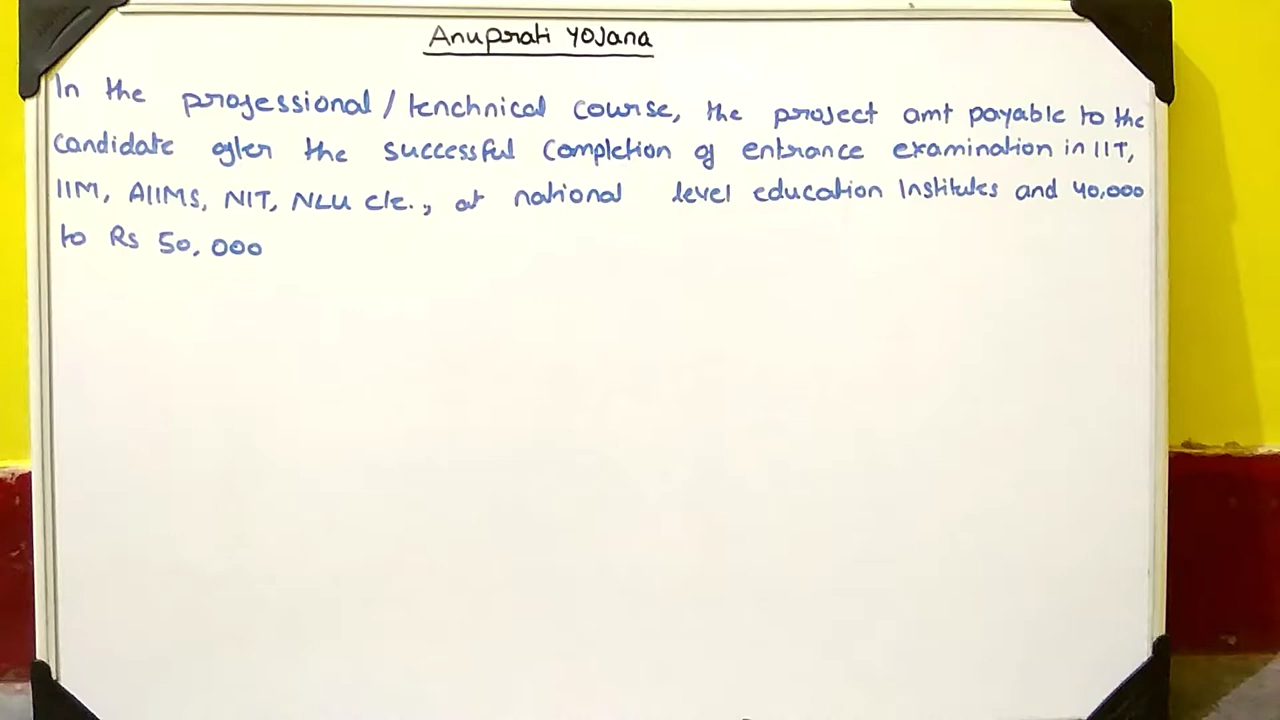 Anuprati Yojana
In the professional / tenchnical course, the project amt payable to the
candidate after the successful completion of entrance examination in IIT,
IIM, AIIMS, NIT, NLU etc., at national level education Institutes and 40,000
to Rs 50,000